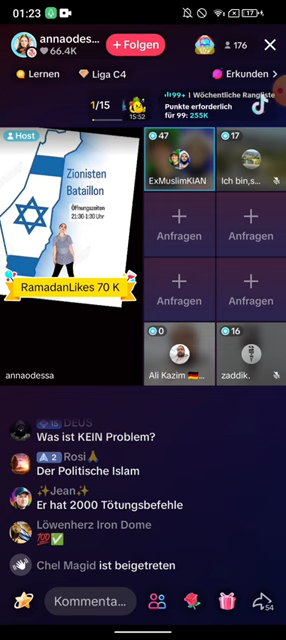 01:23
17
annaodes...
66.4K
+ Folgen
176
Lernen
Liga C4
Erkunden >
1/15
15:52
99+ | Wöchentliche Rangliste
Punkte erforderlich
für 99: 255K
Host
Zionisten
Bataillon
Öffnungszeiten
21:30-1:30 Uhr
RamadanLikes 70 K
annaodessa
47
ExMuslimKIAN
17
Ich bin,s...
Anfragen
Anfragen
Anfragen
Anfragen
0
Ali Kazim 🇩🇪...
16
zaddik.
DEUS
Was ist KEIN Problem?
2 Rosi🙏
Der Politische Islam
✨Jean✨
Er hat 2000 Tötungsbefehle
Löwenherz Iron Dome
💯✅
Chel Magid ist beigetreten
Kommenta...
54